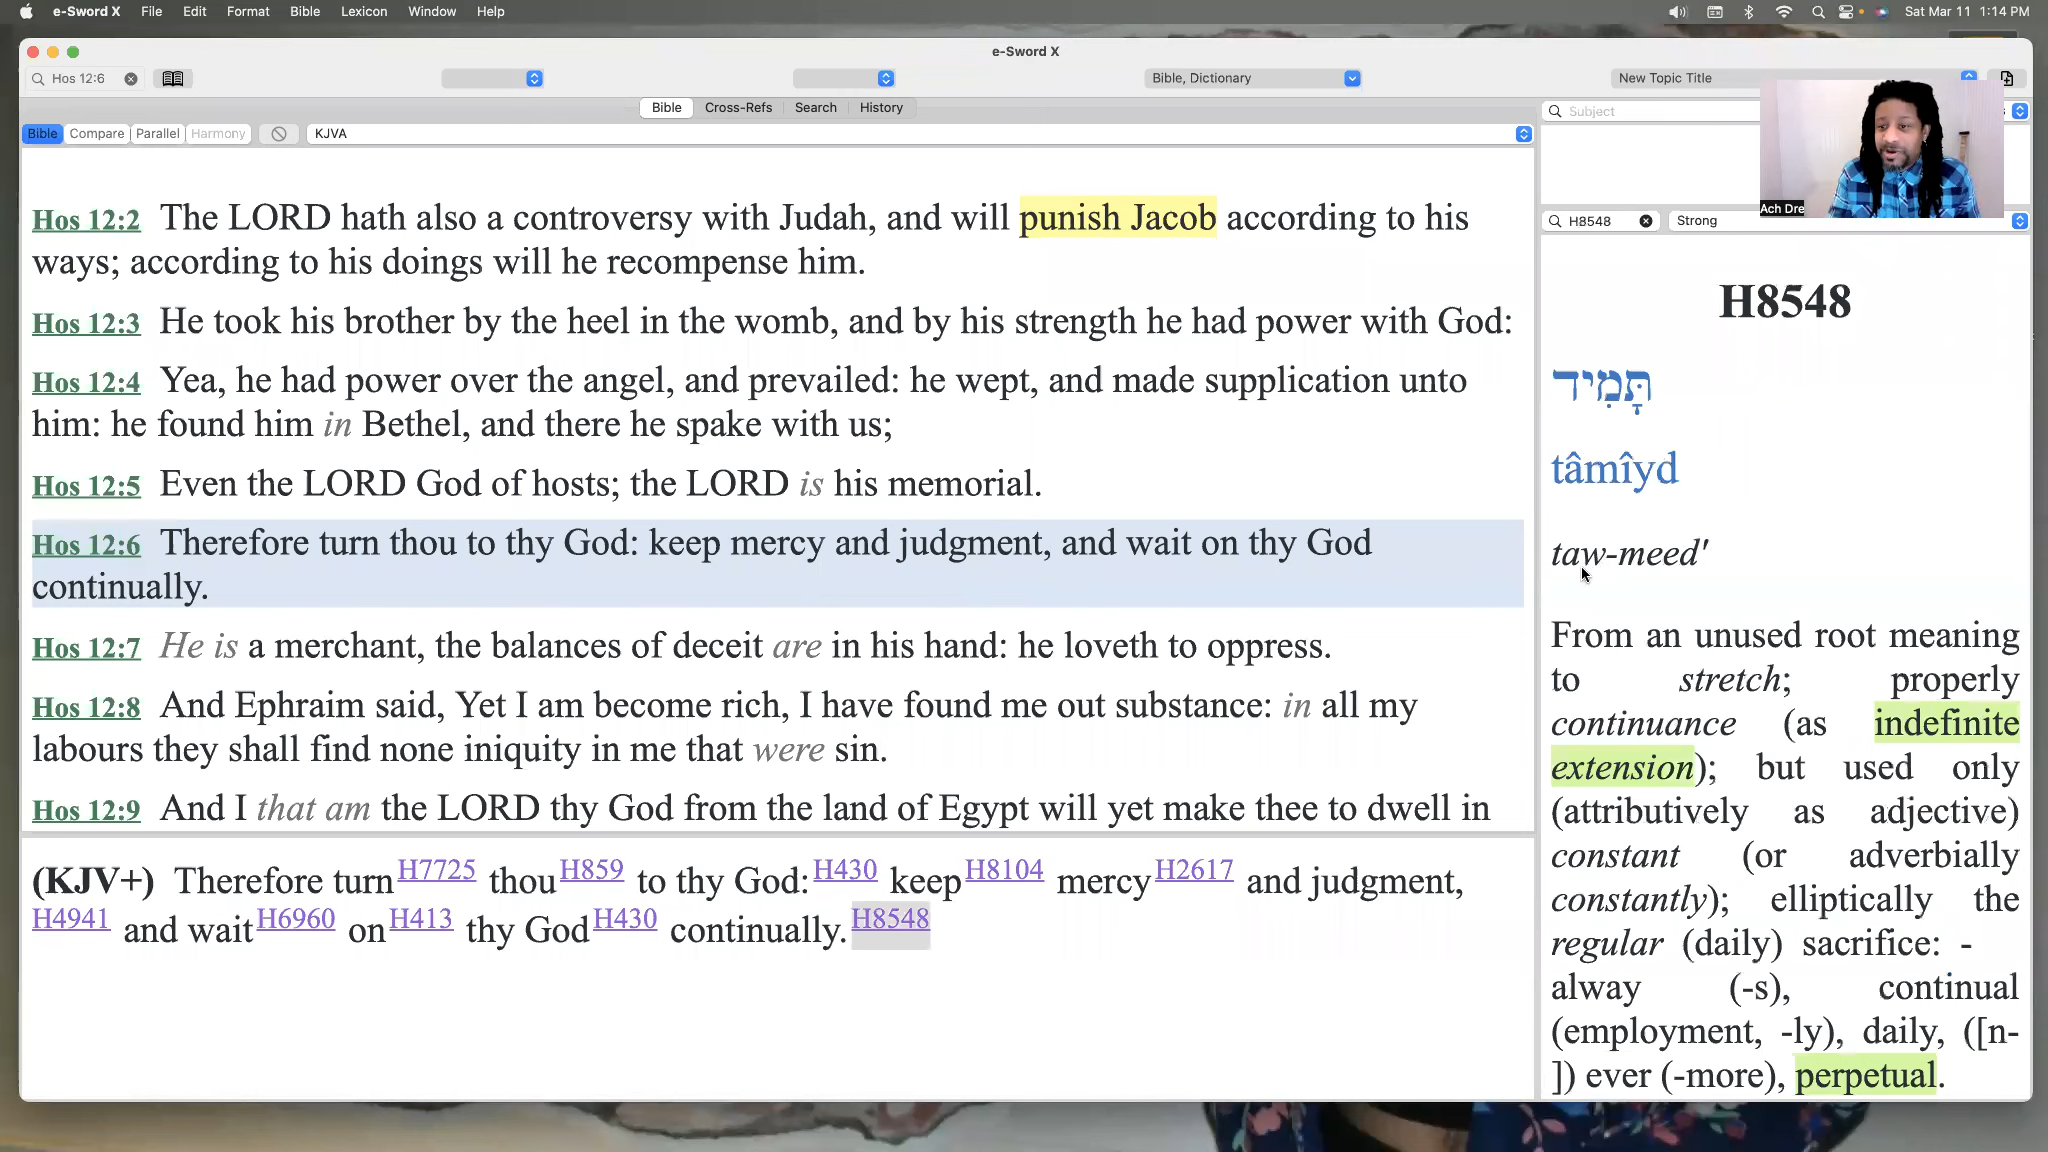 e-Sword X File Edit Format Bible Lexicon Window Help Sat Mar 11 1:14 PM
e-Sword X
Hos 12:6 Bible, Dictionary New Topic Title
Bible Cross-Refs Search History
Subject
Bible Compare Parallel Harmony KJVA
Ach Dre
H8548 Strong
Hos 12:2 The LORD hath also a controversy with Judah, and will punish Jacob according to his
ways; according to his doings will he recompense him.
Hos 12:3 He took his brother by the heel in the womb, and by his strength he had power with God:
Hos 12:4 Yea, he had power over the angel, and prevailed: he wept, and made supplication unto
him: he found him in Bethel, and there he spake with us;
Hos 12:5 Even the LORD God of hosts; the LORD is his memorial.
Hos 12:6 Therefore turn thou to thy God: keep mercy and judgment, and wait on thy God
continually.
Hos 12:7 He is a merchant, the balances of deceit are in his hand: he loveth to oppress.
Hos 12:8 And Ephraim said, Yet I am become rich, I have found me out substance: in all my
labours they shall find none iniquity in me that were sin.
Hos 12:9 And I that am the LORD thy God from the land of Egypt will yet make thee to dwell in
(KJV+) Therefore turn H7725 thou H859 to thy God: H430 keep H8104 mercy H2617 and judgment,
H4941 and wait H6960 on H413 thy God H430 continually. H8548
H8548
תָּמִיד
tâmîyd
taw-meed'
From an unused root meaning
to stretch; properly
continuance (as indefinite
extension); but used only
(attributively as adjective)
constant (or adverbially
constantly); elliptically the
regular (daily) sacrifice: -
alway (-s), continual
(employment, -ly), daily, ([n-
]) ever (-more), perpetual.